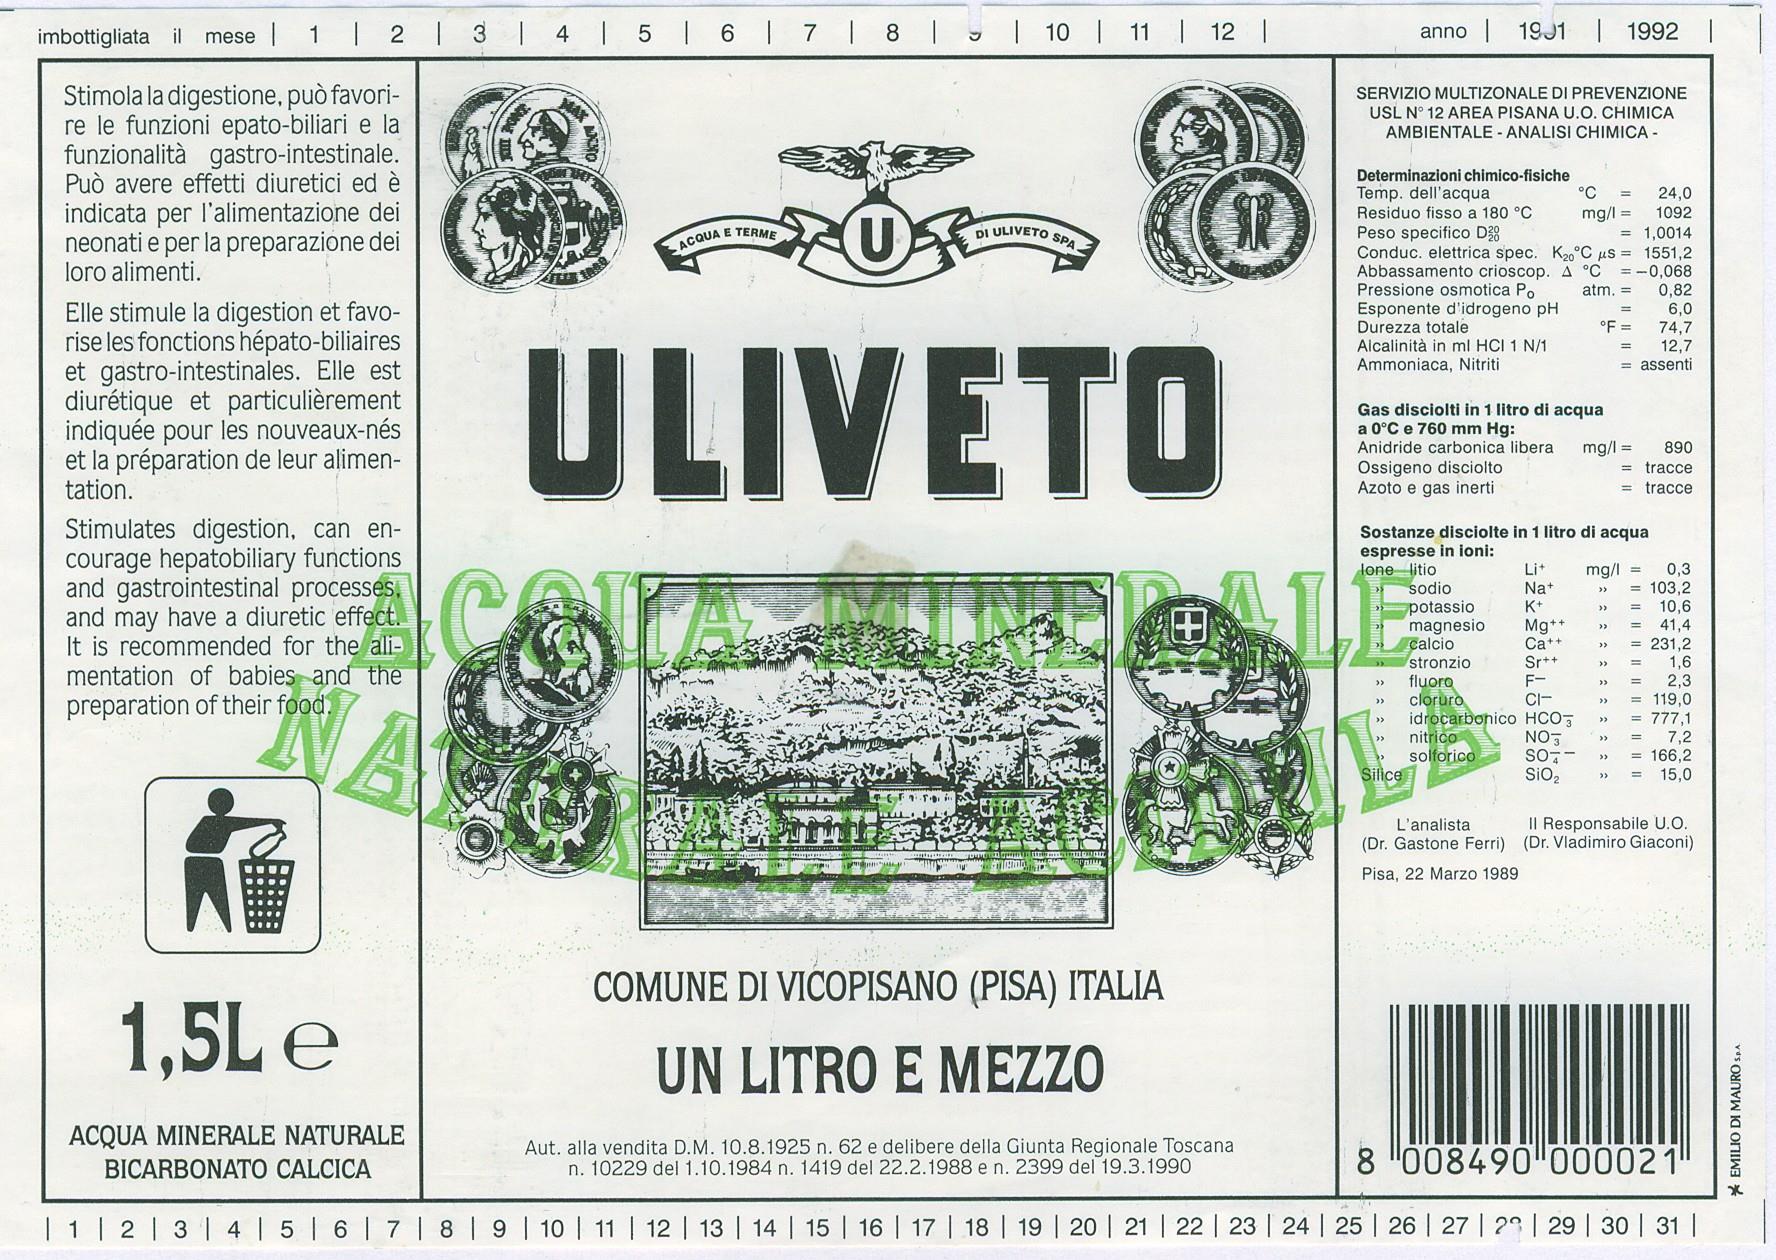 imbottigliata il mese | 1 | 2 | 3 | 4 | 5 | 6 | 7 | 8 | 9 | 10 | 11 | 12 | anno | 1991 | 1992 |
Stimola la digestione, può favori-
re le funzioni epato-biliari e la
funzionalità gastro-intestinale.
Può avere effetti diuretici ed è
indicata per l'alimentazione dei
neonati e per la preparazione dei
loro alimenti.
Elle stimule la digestion et favo-
rise les fonctions hépato-biliaires
et gastro-intestinales. Elle est
diurétique et particulièrement
indiquée pour les nouveaux-nés
et la préparation de leur alimen-
tation.
Stimulates digestion, can en-
courage hepatobiliary functions
and gastrointestinal processes,
and may have a diuretic effect.
It is recommended for the ali-
mentation of babies and the
preparation of their food.
1,5L e
ACQUA MINERALE NATURALE
BICARBONATO CALCICA
ACQUA E TERME U DI ULIVETO SPA
ULIVETO
ACQUA MINERALE
NATURALE ACIDULA
COMUNE DI VICOPISANO (PISA) ITALIA
UN LITRO E MEZZO
Aut. alla vendita D.M. 10.8.1925 n. 62 e delibere della Giunta Regionale Toscana
n. 10229 del 1.10.1984 n. 1419 del 22.2.1988 e n. 2399 del 19.3.1990
SERVIZIO MULTIZONALE DI PREVENZIONE
USL N° 12 AREA PISANA U.O. CHIMICA
AMBIENTALE - ANALISI CHIMICA -
Determinazioni chimico-fisiche
Temp. dell'acqua °C = 24,0
Residuo fisso a 180 °C mg/l = 1092
Peso specifico D20/20 = 1,0014
Conduc. elettrica spec. K20°C µs = 1551,2
Abbassamento crioscop. Δ °C = -0,068
Pressione osmotica Po atm. = 0,82
Esponente d'idrogeno pH = 6,0
Durezza totale °F = 74,7
Alcalinità in ml HCl 1 N/1 = 12,7
Ammoniaca, Nitriti = assenti
Gas disciolti in 1 litro di acqua
a 0°C e 760 mm Hg:
Anidride carbonica libera mg/l = 890
Ossigeno disciolto = tracce
Azoto e gas inerti = tracce
Sostanze disciolte in 1 litro di acqua
espresse in ioni:
Ione litio Li+ mg/l = 0,3
» sodio Na+ » = 103,2
» potassio K+ » = 10,6
» magnesio Mg++ » = 41,4
» calcio Ca++ » = 231,2
» stronzio Sr++ » = 1,6
» fluoro F− » = 2,3
» cloruro Cl− » = 119,0
» idrocarbonico HCO3− » = 777,1
» nitrico NO3− » = 7,2
» solforico SO4−− » = 166,2
Silice SiO2 » = 15,0
L'analista Il Responsabile U.O.
(Dr. Gastone Ferri) (Dr. Vladimiro Giaconi)
Pisa, 22 Marzo 1989
8 008490 000021
EMILIO DI MAURO S.p.A.
| 1 | 2 | 3 | 4 | 5 | 6 | 7 | 8 | 9 | 10 | 11 | 12 | 13 | 14 | 15 | 16 | 17 | 18 | 19 | 20 | 21 | 22 | 23 | 24 | 25 | 26 | 27 | 28 | 29 | 30 | 31 |